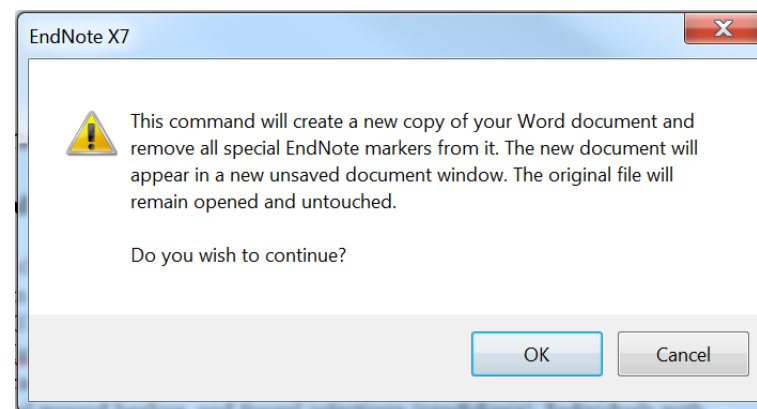 EndNote X7
This command will create a new copy of your Word document and
remove all special EndNote markers from it. The new document will
appear in a new unsaved document window. The original file will
remain opened and untouched.
Do you wish to continue?
OK
Cancel